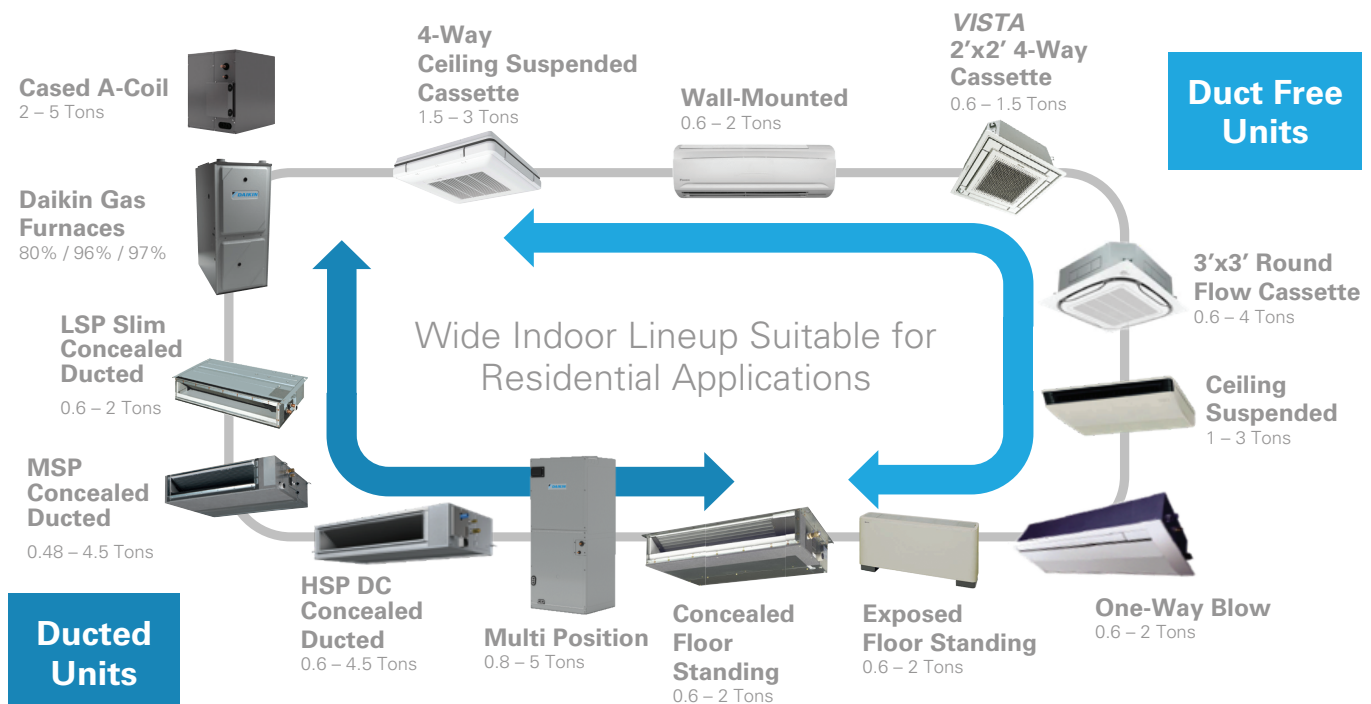 Cased A-Coil
2 – 5 Tons
4-Way
Ceiling Suspended
Cassette
1.5 – 3 Tons
Wall-Mounted
0.6 – 2 Tons
VISTA
2’x2’ 4-Way
Cassette
0.6 – 1.5 Tons
Duct Free
Units
Daikin Gas
Furnaces
80% / 96% / 97%
DAIKIN
3’x3’ Round
Flow Cassette
0.6 – 4 Tons
LSP Slim
Concealed
Ducted
0.6 – 2 Tons
Wide Indoor Lineup Suitable for
Residential Applications
Ceiling
Suspended
1 – 3 Tons
MSP
Concealed
Ducted
0.48 – 4.5 Tons
DAIKIN
HSP DC
Concealed
Ducted
0.6 – 4.5 Tons
Multi Position
0.8 – 5 Tons
Concealed
Floor
Standing
0.6 – 2 Tons
Exposed
Floor Standing
0.6 – 2 Tons
One-Way Blow
0.6 – 2 Tons
Ducted
Units